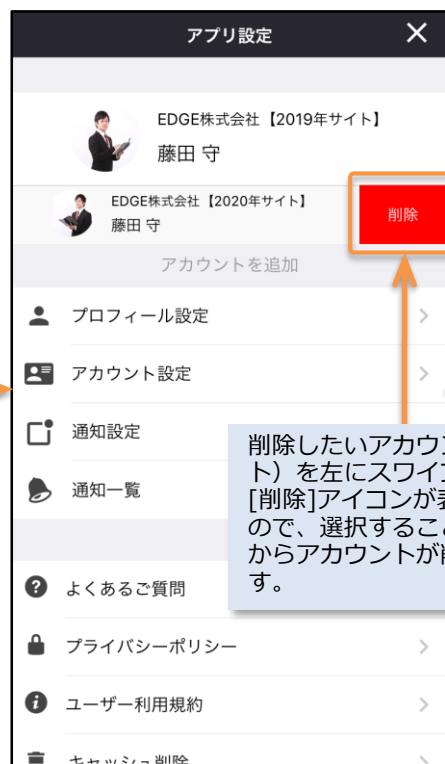 アプリ設定
EDGE株式会社【2019年サイト】
藤田 守
EDGE株式会社【2020年サイト】
藤田 守
削除
アカウントを追加
プロフィール設定
アカウント設定
通知設定
通知一覧
削除したいアカウン
ト）を左にスワイ
[削除]アイコンが
ので、選択するこ
からアカウントが
す。
よくあるご質問
プライバシーポリシー
ユーザー利用規約
キャッシュ削除